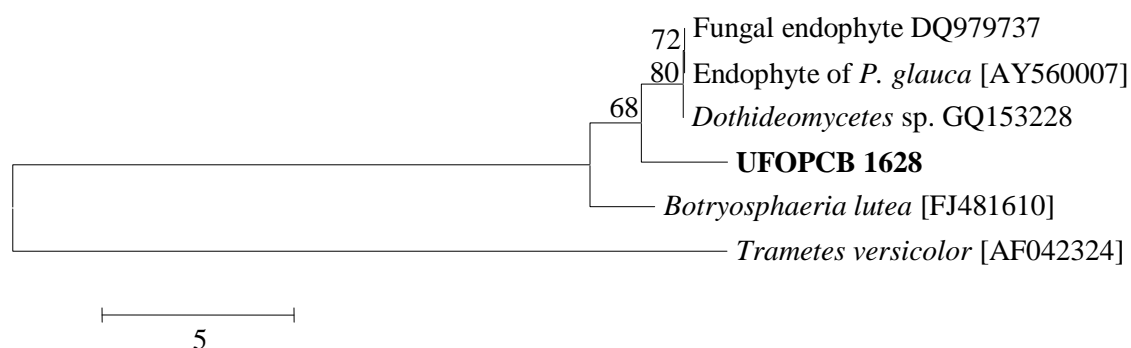 Fungal endophyte DQ979737
72
80
Endophyte of P. glauca [AY560007]
68
Dothideomycetes sp. GQ153228
UFOPCB 1628
Botryosphaeria lutea [FJ481610]
Trametes versicolor [AF042324]
5